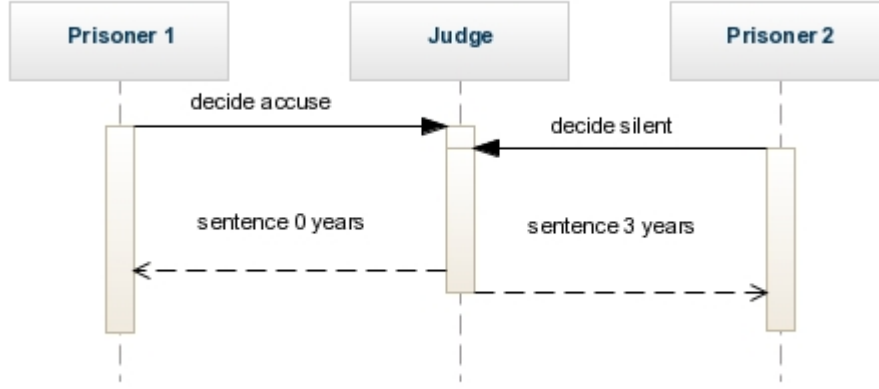 Prisoner 1
Judge
Prisoner 2
decide accuse
decide silent
sentence 0 years
sentence 3 years